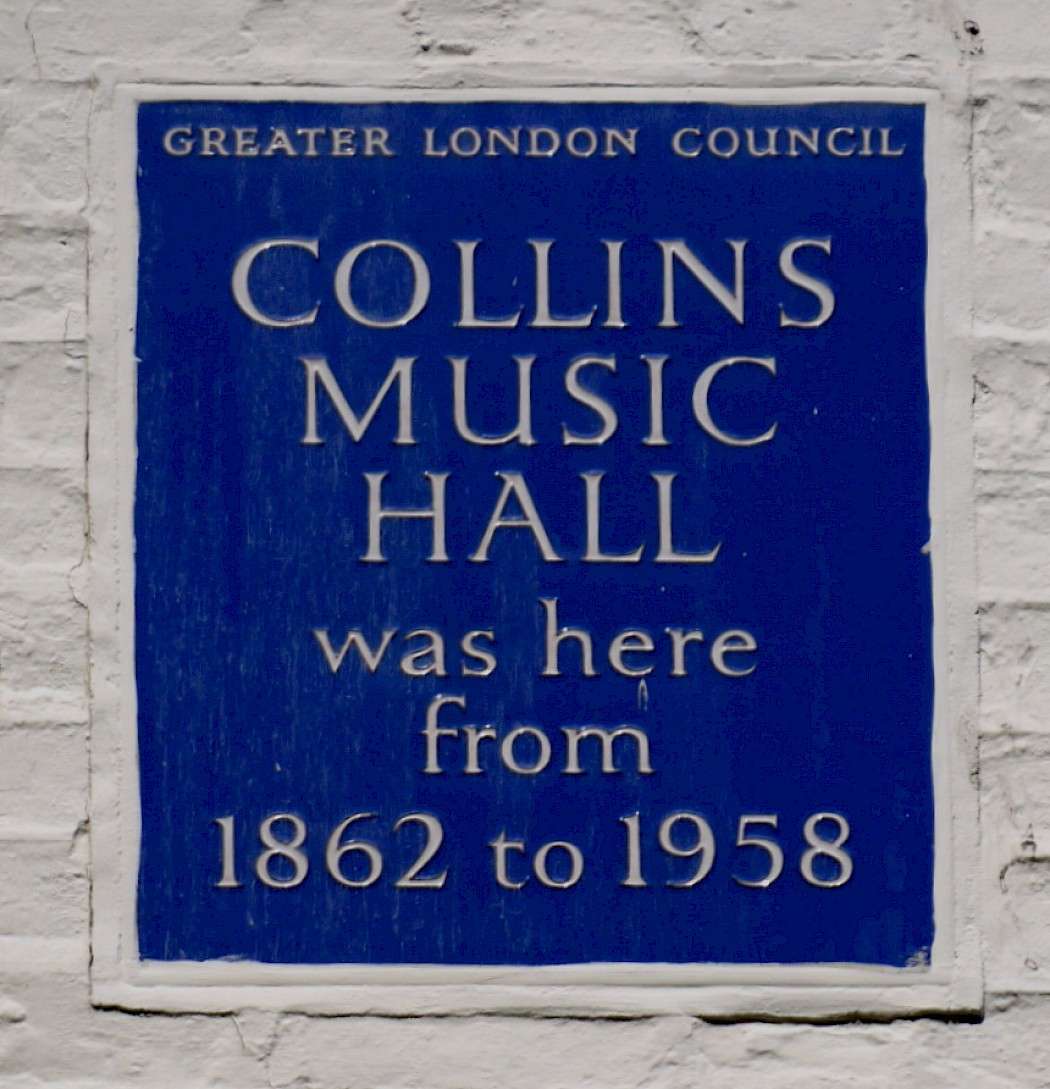 GREATER LONDON COUNCIL
COLLINS
MUSIC
HALL
was here
from
1862 to 1958